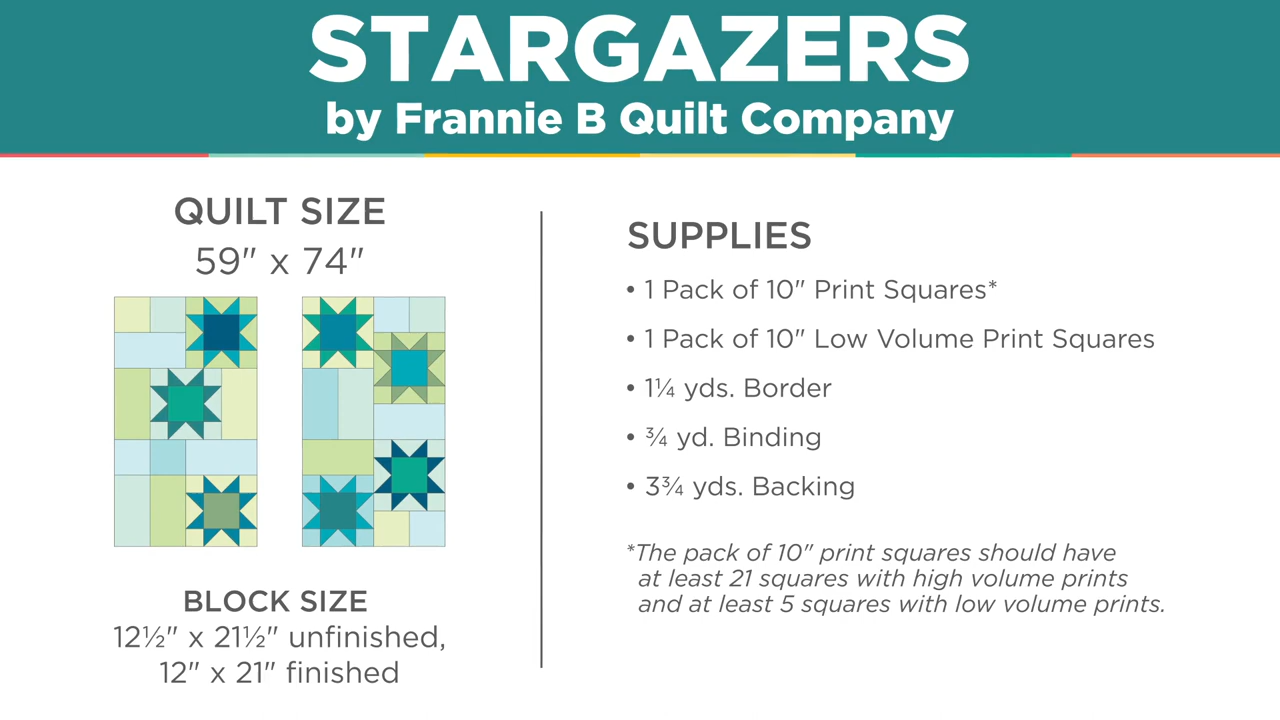 STARGAZERS
by Frannie B Quilt Company
QUILT SIZE
59" x 74"
BLOCK SIZE
12½" x 21½" unfinished,
12" x 21" finished
SUPPLIES
• 1 Pack of 10" Print Squares*
• 1 Pack of 10" Low Volume Print Squares
• 1¼ yds. Border
• ¾ yd. Binding
• 3¾ yds. Backing
*The pack of 10" print squares should have
at least 21 squares with high volume prints
and at least 5 squares with low volume prints.